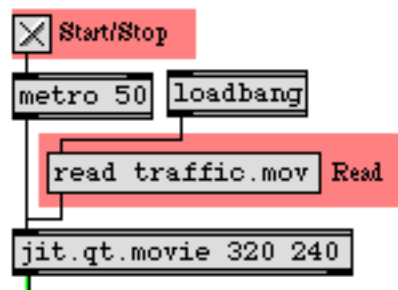 Start/Stop
metro 50
loadbang
read traffic.mov
Read
jit.qt.movie 320 240